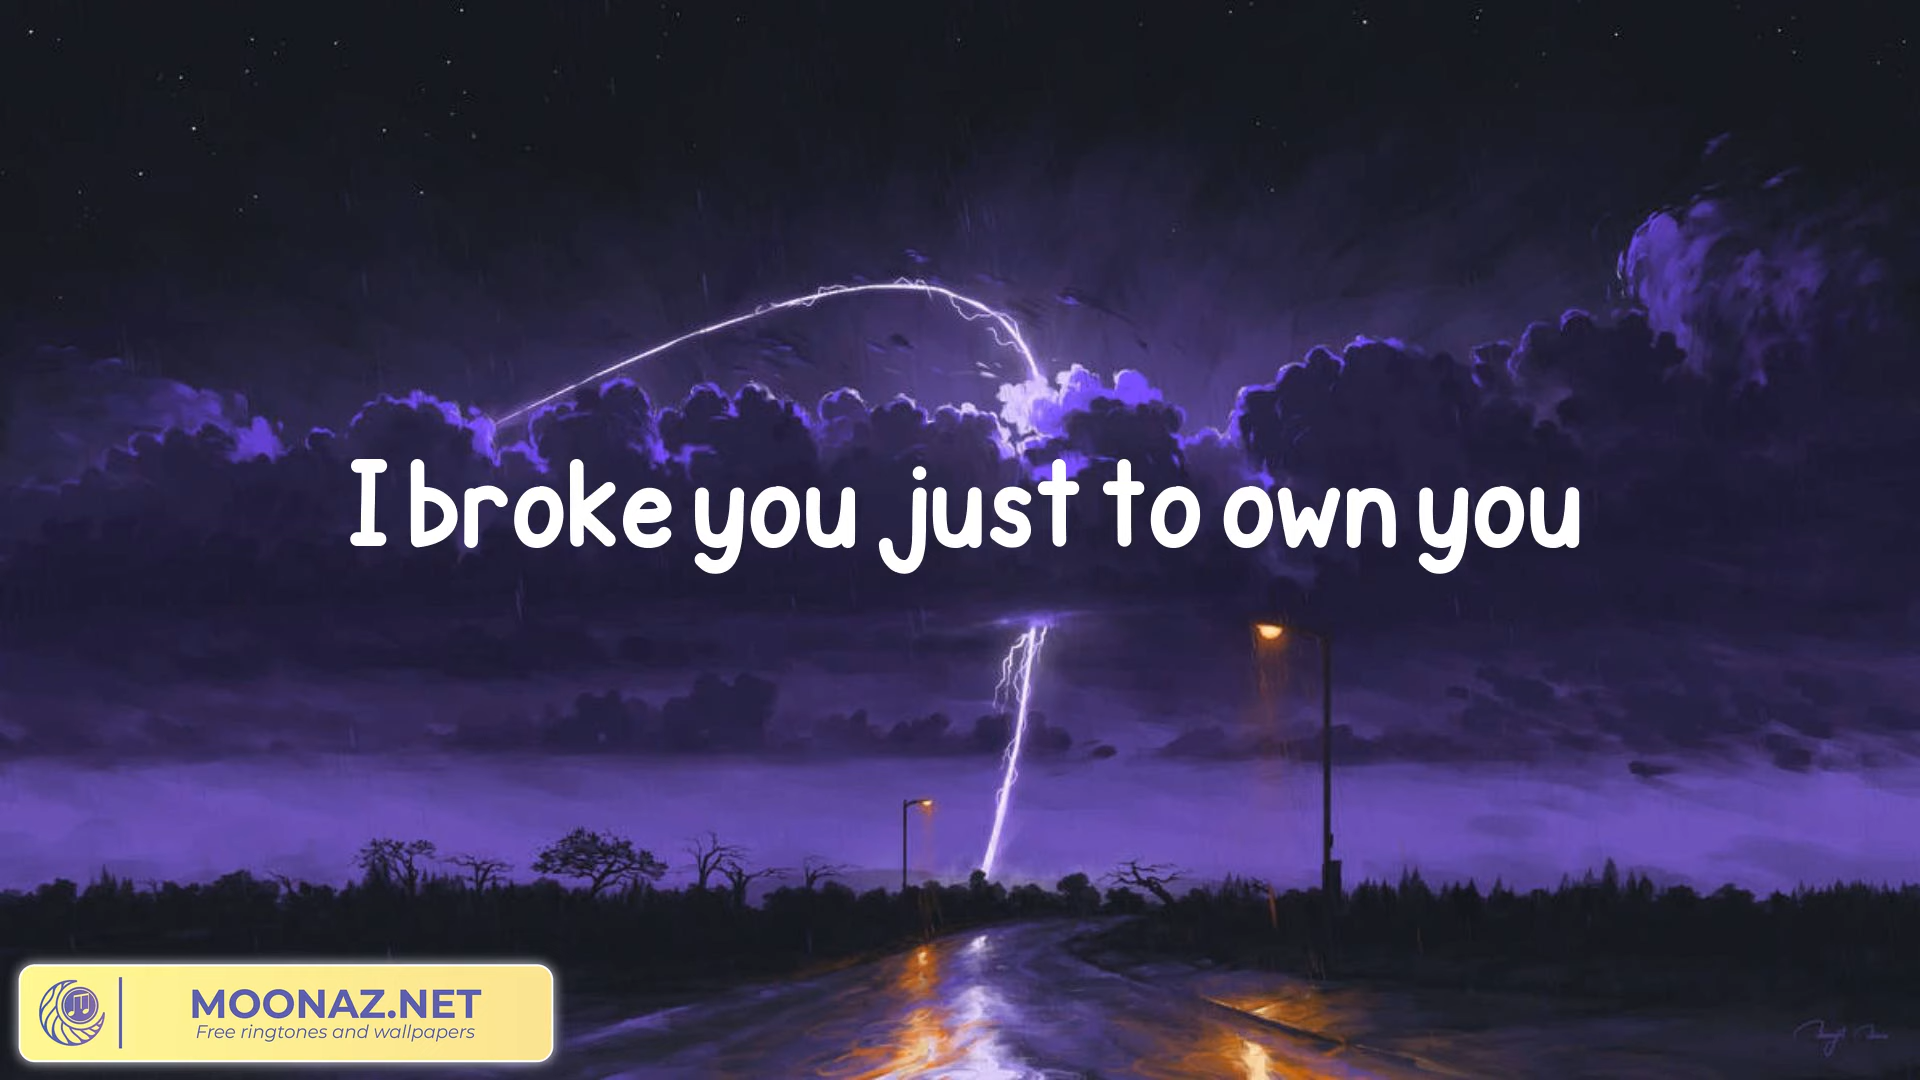 I broke you just to own you
MOONAZ.NET
Free ringtones and wallpapers